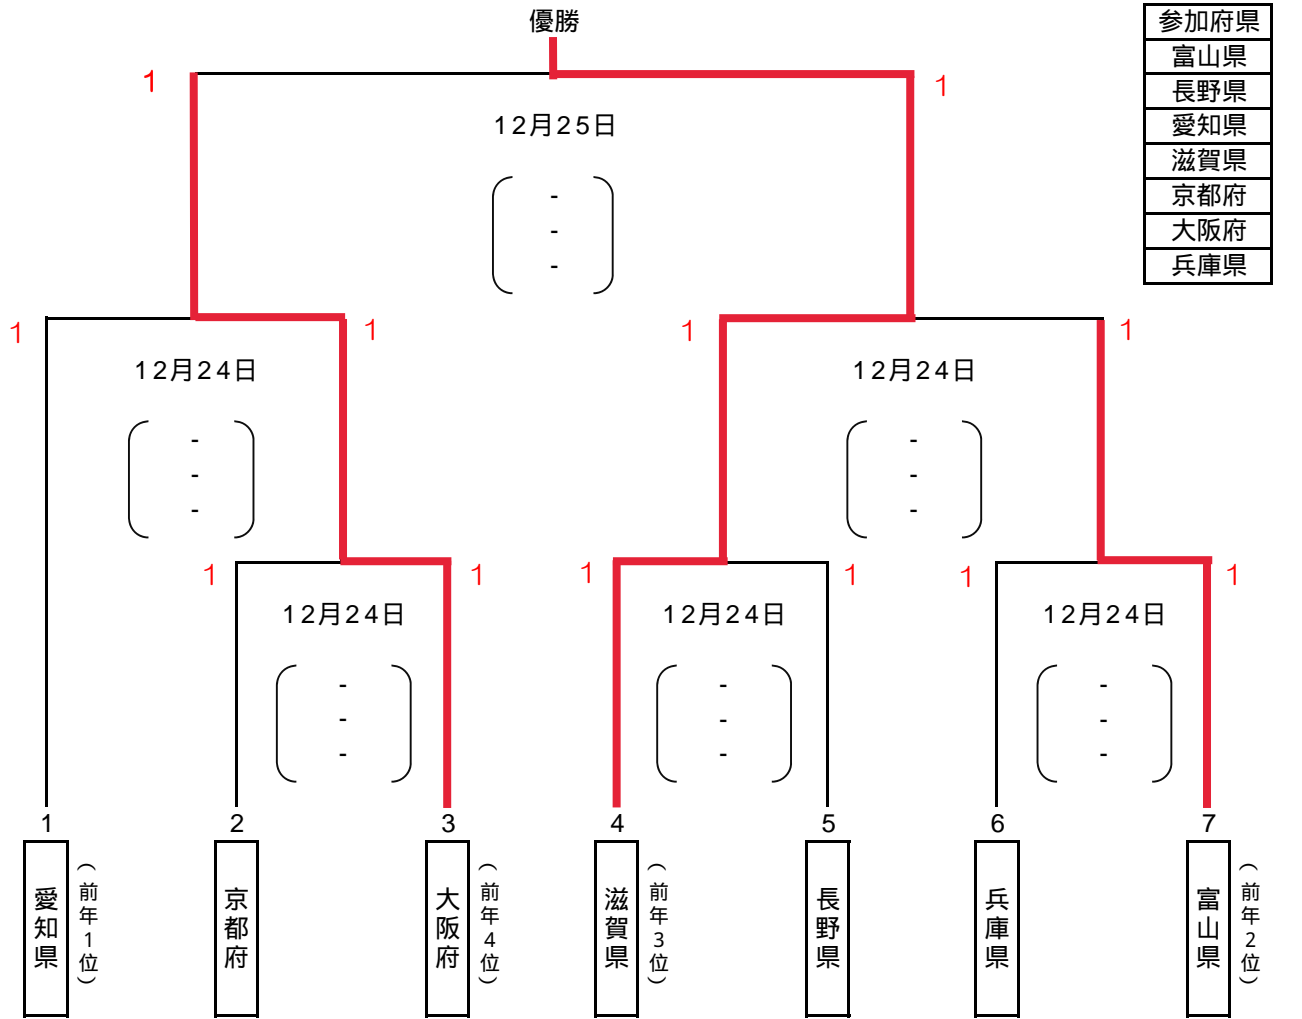 優勝
1
1
12月25日
-
-
-
参加府県
富山県
長野県
愛知県
滋賀県
京都府
大阪府
兵庫県
1
1
12月24日
-
-
-
1
1
12月24日
-
-
-
1
1
12月24日
-
-
-
1
1
12月24日
-
-
-
1
1
12月24日
-
-
-
1
愛知県
（前年1位）
2
京都府
3
大阪府
（前年4位）
4
滋賀県
（前年3位）
5
長野県
6
兵庫県
7
富山県
（前年2位）